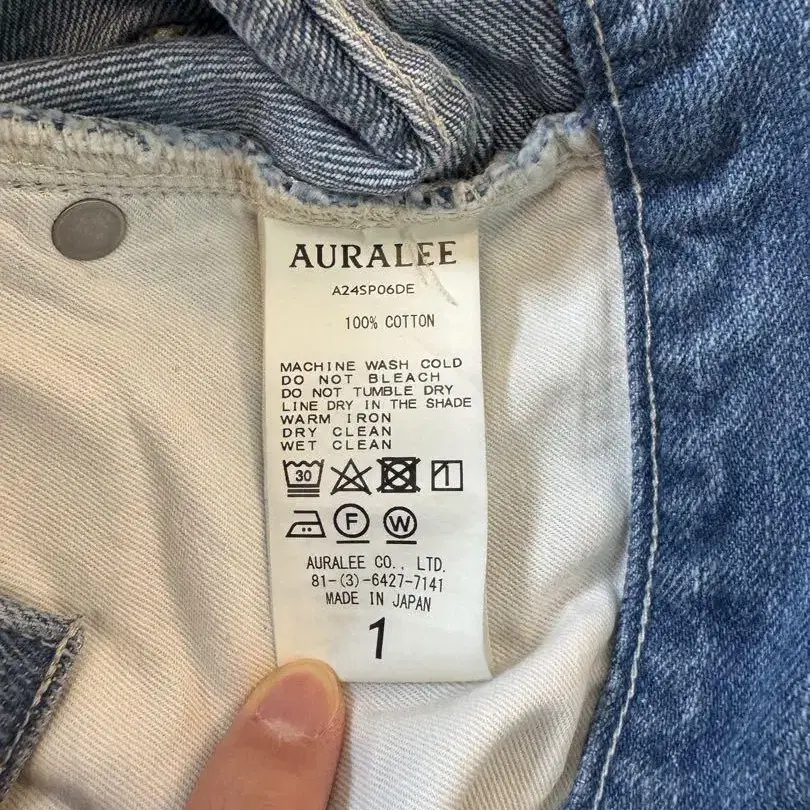 AURALEE
A24SP06DE
100% COTTON
MACHINE WASH COLD
DO NOT BLEACH
DO NOT TUMBLE DRY
LINE DRY IN THE SHADE
WARM IRON
DRY CLEAN
WET CLEAN
30
F W
AURALEE CO., LTD.
81-(3)-6427-7141
MADE IN JAPAN
1